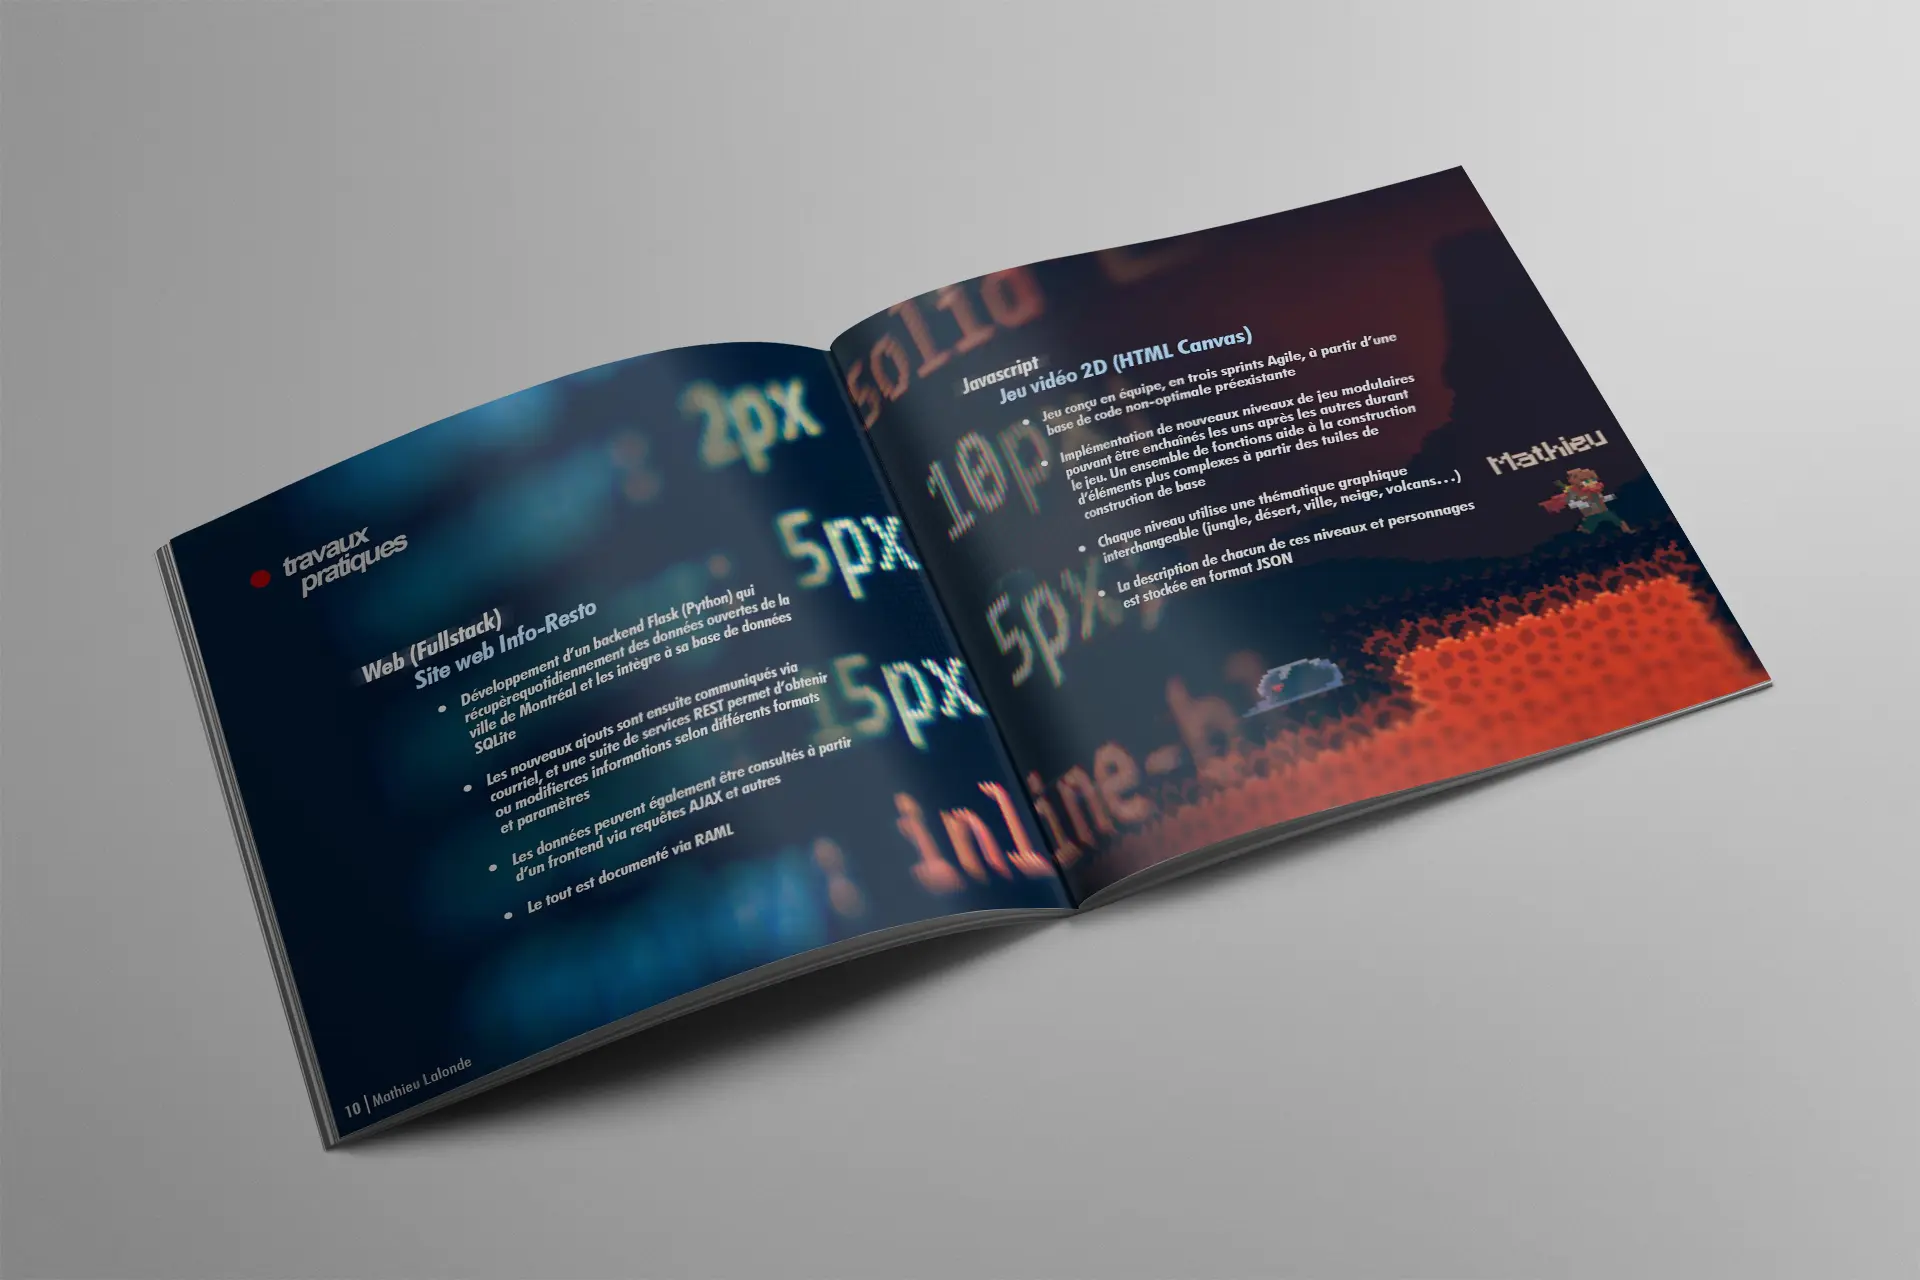 travaux
pratiques
Web (Fullstack)
Site web Info-Resto
• Développement d'un backend Flask (Python) qui
récupèrequotidiennement des données ouvertes de la
ville de Montréal et les intègre à sa base de données
SQLite
• Les nouveaux ajouts sont ensuite communiqués via
courriel, et une suite de services REST permet d'obtenir
ou modifierces informations selon différents formats
et paramètres
• Les données peuvent également être consultés à partir
d'un frontend via requêtes AJAX et autres
• Le tout est documenté via RAML
10 | Mathieu Lalonde
2px
5px
15px
: inline-b
solid
10p
5px;
Javascript
Jeu vidéo 2D (HTML Canvas)
• Jeu conçu en équipe, en trois sprints Agile, à partir d'une
base de code non-optimale préexistante
• Implémentation de nouveaux niveaux de jeu modulaires
pouvant être enchaînés les uns après les autres durant
le jeu. Un ensemble de fonctions aide à la construction
d'éléments plus complexes à partir des tuiles de
construction de base
• Chaque niveau utilise une thématique graphique
interchangeable (jungle, désert, ville, neige, volcans...)
• La description de chacun de ces niveaux et personnages
est stockée en format JSON
Mathieu